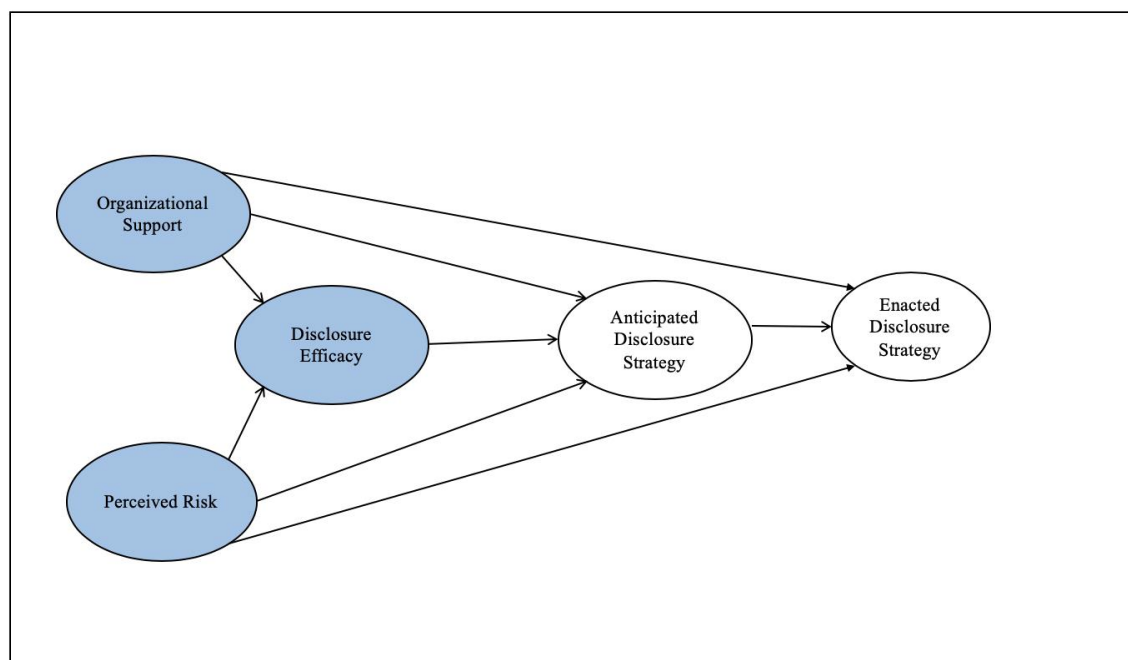 Organizational
Support
Disclosure
Efficacy
Perceived Risk
Anticipated
Disclosure
Strategy
Enacted
Disclosure
Strategy